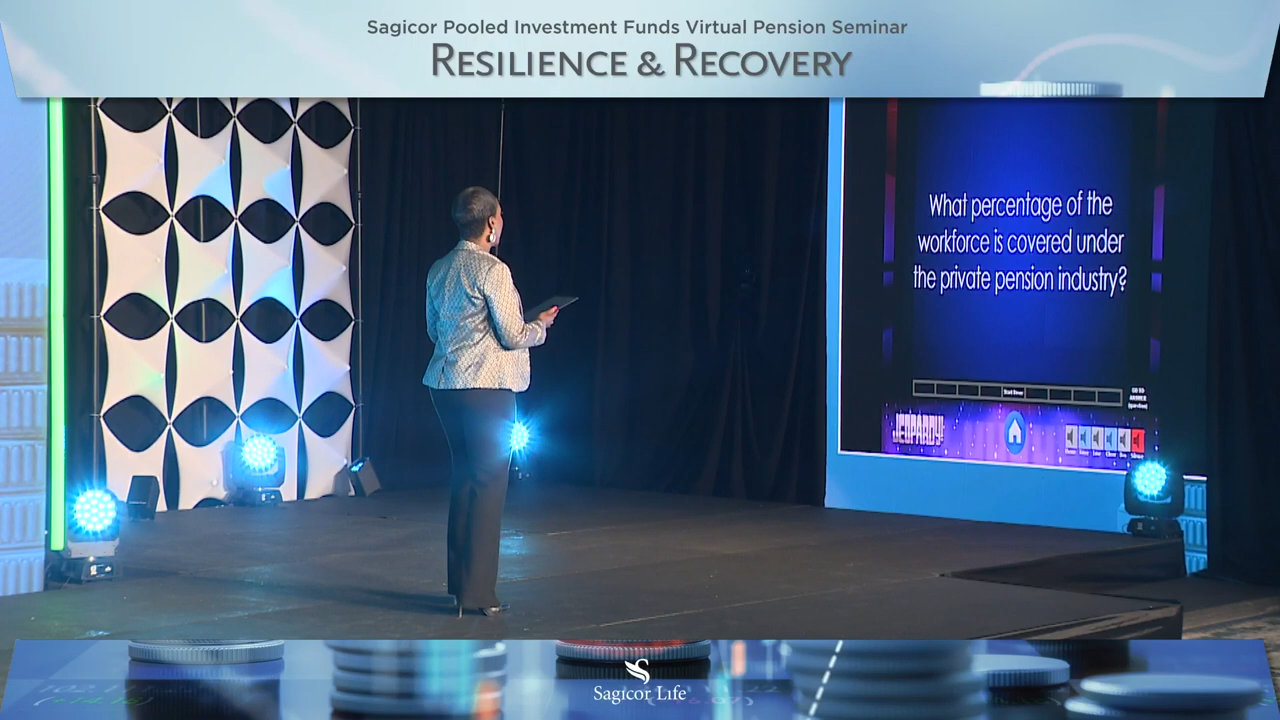 Sagicor Pooled Investment Funds Virtual Pension Seminar
RESILIENCE & RECOVERY
What percentage of the
workforce is covered under
the private pension industry?
JEOPARDY!
Sagicor Life